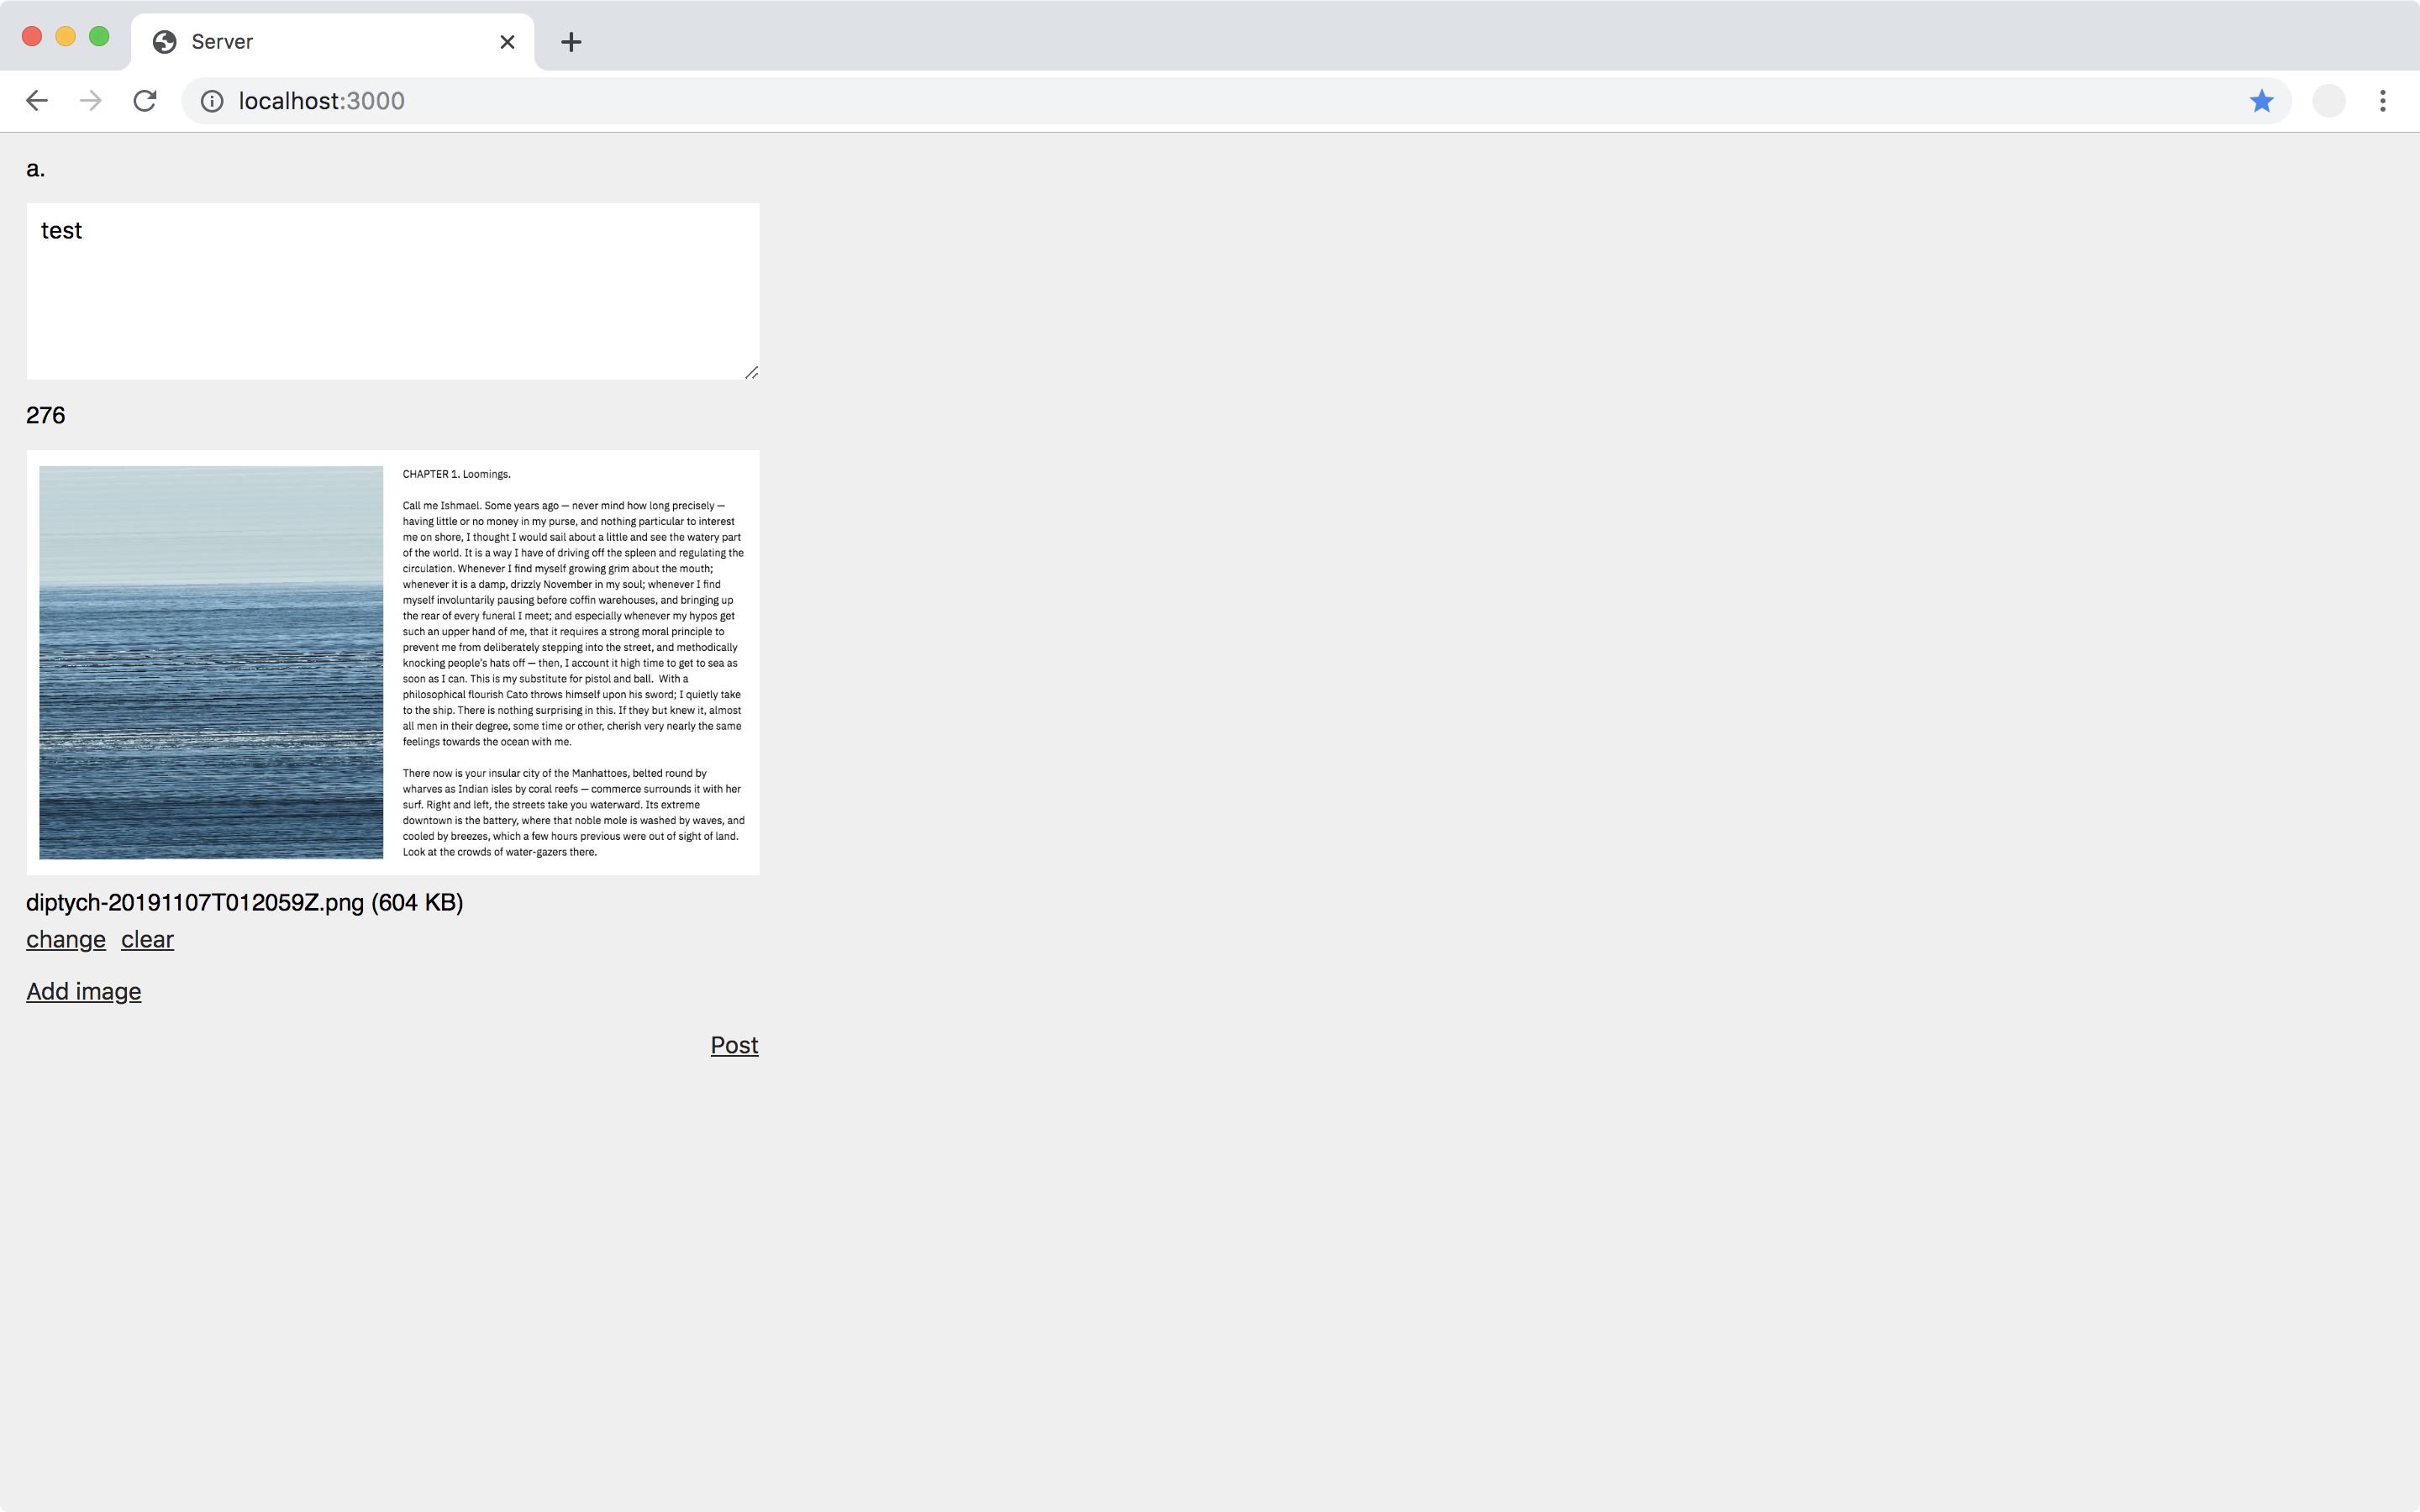 Server
localhost:3000
a.
test
276
CHAPTER 1. Loomings.
Call me Ishmael. Some years ago — never mind how long precisely —
having little or no money in my purse, and nothing particular to interest
me on shore, I thought I would sail about a little and see the watery part
of the world. It is a way I have of driving off the spleen and regulating the
circulation. Whenever I find myself growing grim about the mouth;
whenever it is a damp, drizzly November in my soul; whenever I find
myself involuntarily pausing before coffin warehouses, and bringing up
the rear of every funeral I meet; and especially whenever my hypos get
such an upper hand of me, that it requires a strong moral principle to
prevent me from deliberately stepping into the street, and methodically
knocking people's hats off — then, I account it high time to get to sea as
soon as I can. This is my substitute for pistol and ball.  With a
philosophical flourish Cato throws himself upon his sword; I quietly take
to the ship. There is nothing surprising in this. If they but knew it, almost
all men in their degree, some time or other, cherish very nearly the same
feelings towards the ocean with me.
There now is your insular city of the Manhattoes, belted round by
wharves as Indian isles by coral reefs — commerce surrounds it with her
surf. Right and left, the streets take you waterward. Its extreme
downtown is the battery, where that noble mole is washed by waves, and
cooled by breezes, which a few hours previous were out of sight of land.
Look at the crowds of water-gazers there.
diptych-20191107T012059Z.png (604 KB)
change clear
Add image
Post